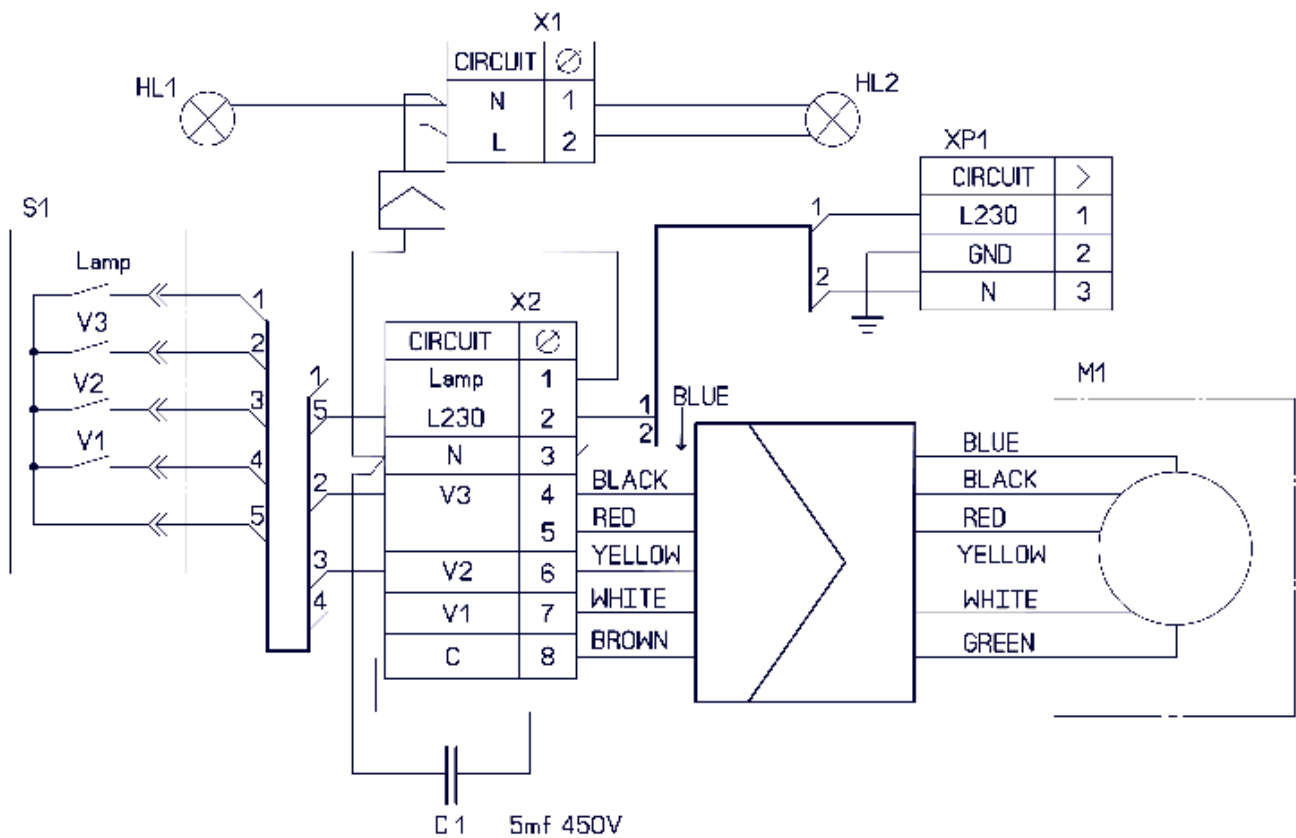 X1
CIRCUIT
N 1
L 2
HL1
HL2
XP1
CIRCUIT >
L230 1
GND 2
N 3
1
2
S1
Lamp
V3
V2
V1
1
2
3
4
5
1
5
2
3
4
X2
CIRCUIT
Lamp 1
L230 2
N 3
V3 4
5
V2 6
V1 7
C 8
1
2
BLUE
BLACK
RED
YELLOW
WHITE
BROWN
M1
BLUE
BLACK
RED
YELLOW
WHITE
GREEN
C1 5mf 450V